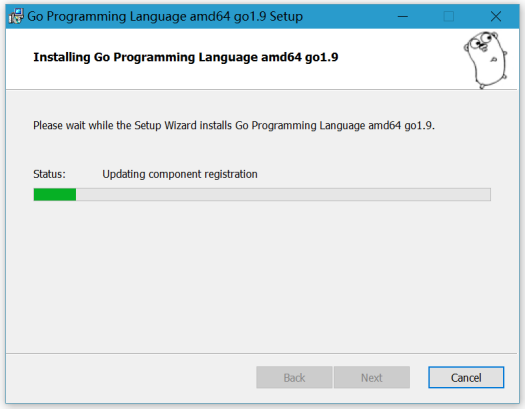 Go Programming Language amd64 go1.9 Setup
Installing Go Programming Language amd64 go1.9
Please wait while the Setup Wizard installs Go Programming Language amd64 go1.9.
Status: Updating component registration
Back Next Cancel